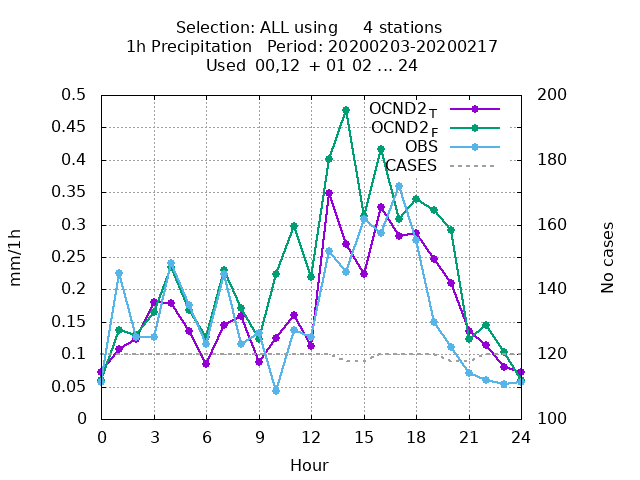 Selection: ALL using 4 stations
1h Precipitation Period: 20200203-20200217
Used 00,12 + 01 02 ... 24
0.5 200
OCND2 T
OCND2 F
OBS
CASES
0.45
0.4 180
0.35
0.3 160
0.25
0.2 140
0.15
0.1 120
0.05
0 100
mm/1h
No cases
0 3 6 9 12 15 18 21 24
Hour